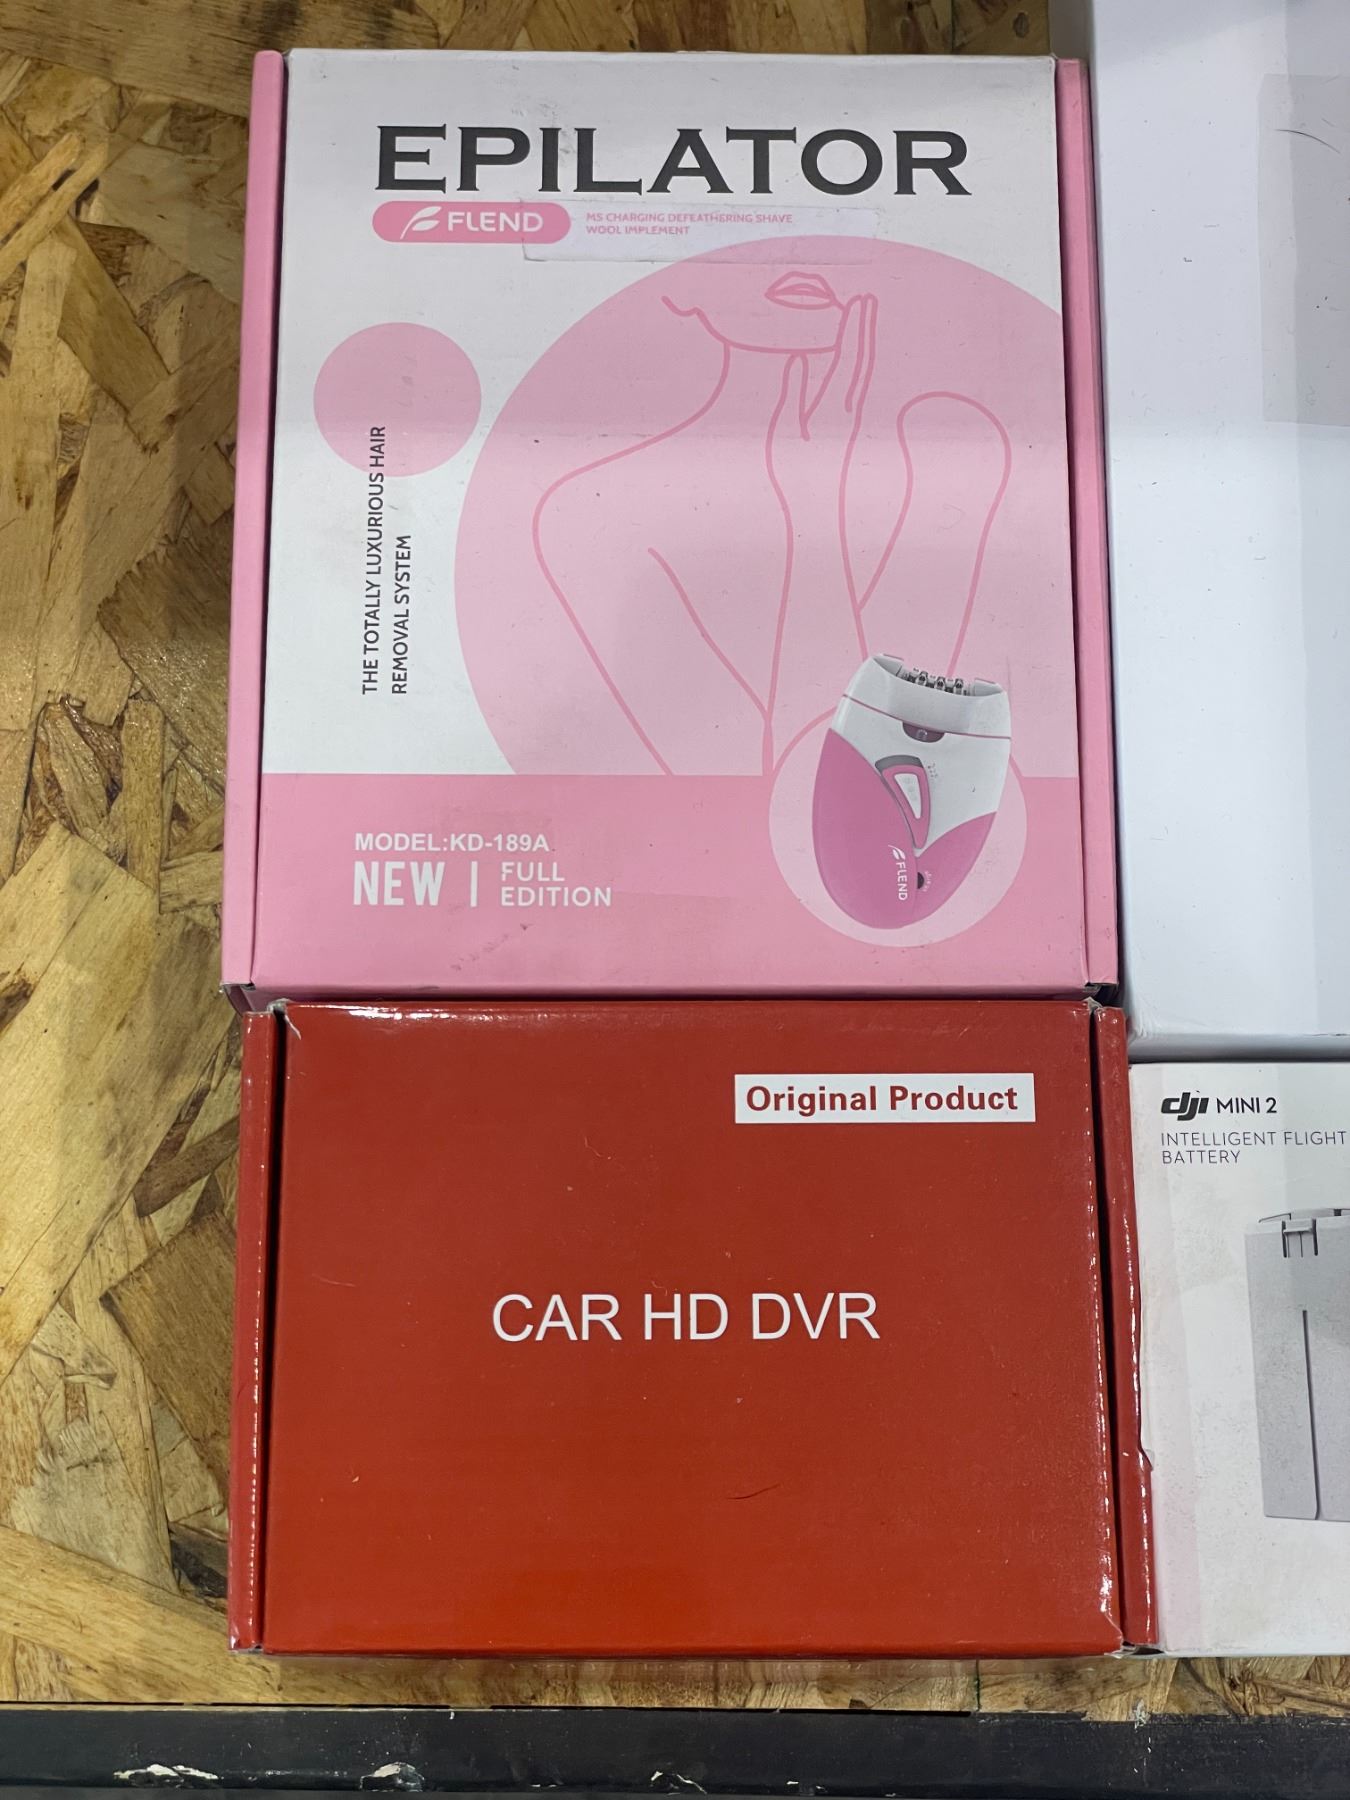 EPILATOR
FLEND
MS CHARGING DEFEATHERING SHAVE
WOOL IMPLEMENT
THE TOTALLY LUXURIOUS HAIR
REMOVAL SYSTEM
FLEND
MODEL:KD-189A
NEW
FULL
EDITION
Original Product
CAR HD DVR
dji MINI 2
INTELLIGENT FLIGHT
BATTERY